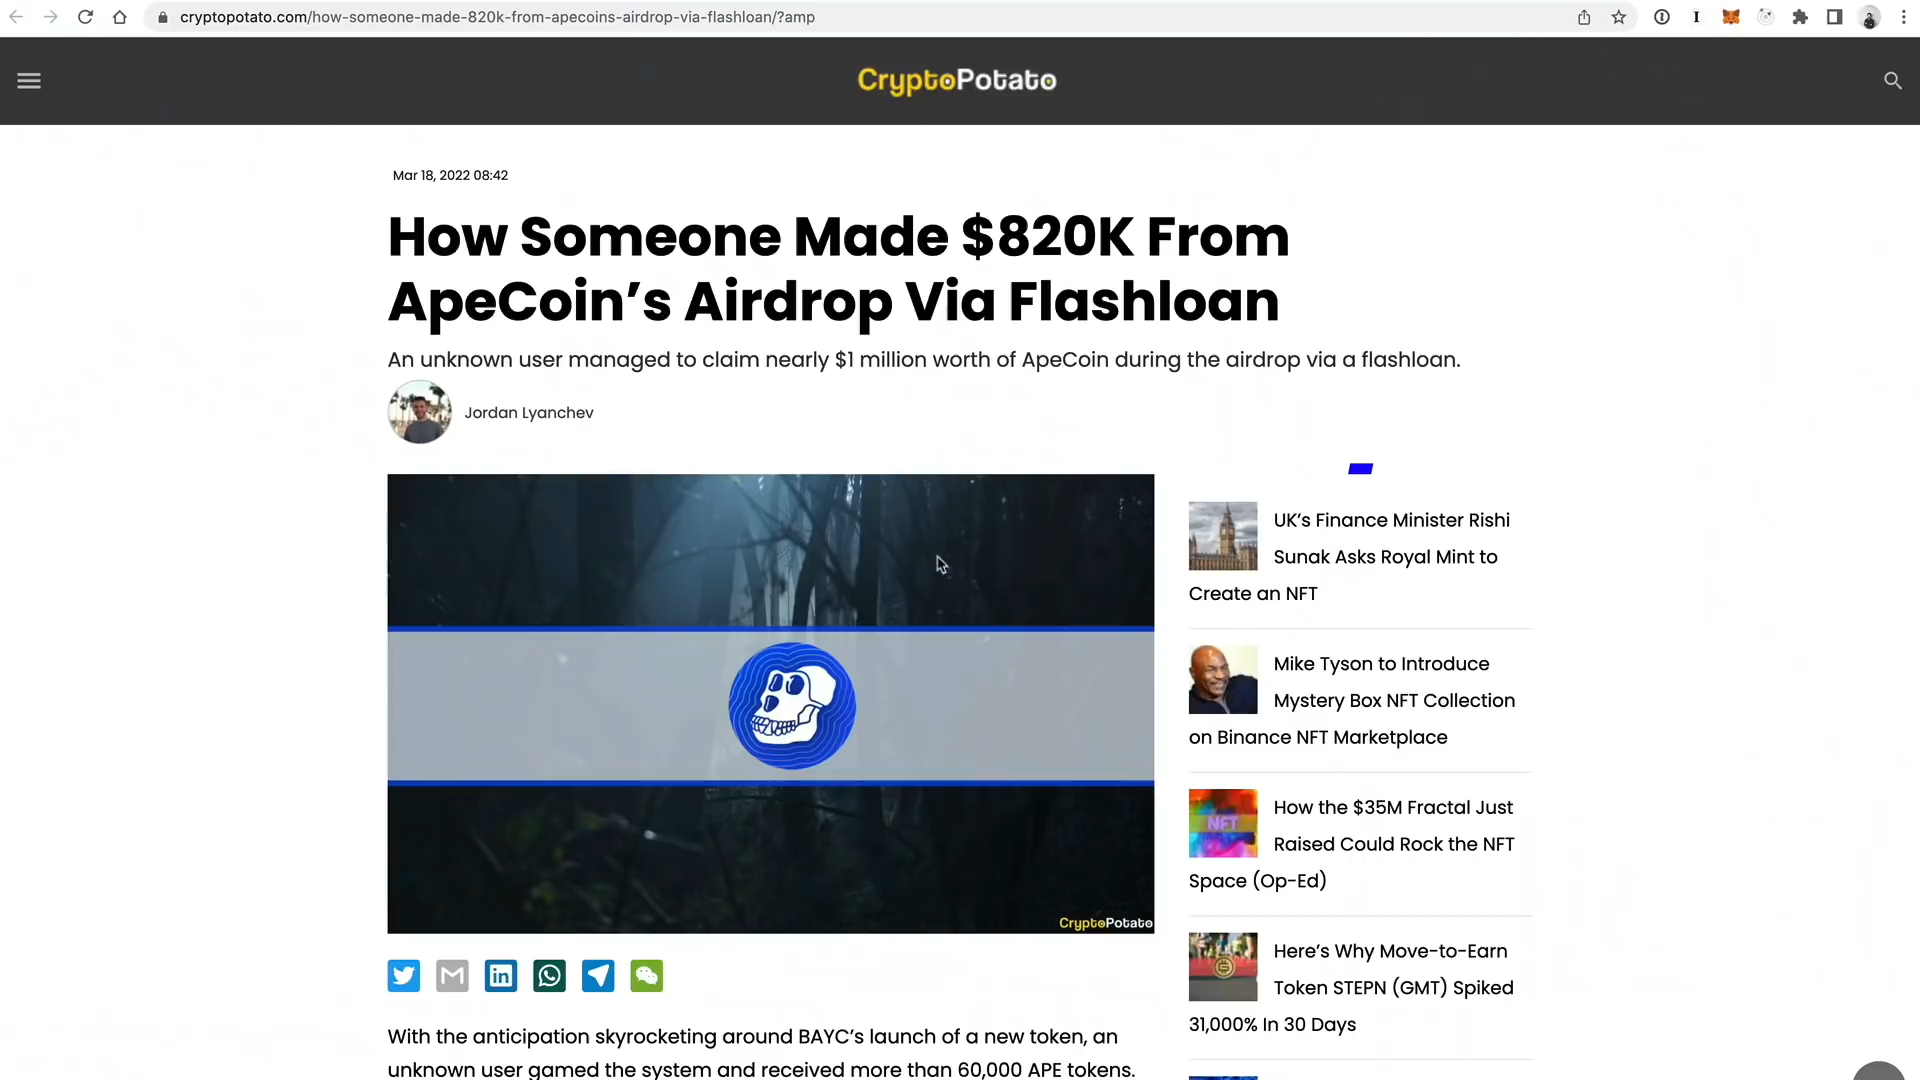 cryptopotato.com/how-someone-made-820k-from-apecoins-airdrop-via-flashloan/?amp
CryptoPotato
Mar 18, 2022 08:42
How Someone Made $820K From
ApeCoin’s Airdrop Via Flashloan
An unknown user managed to claim nearly $1 million worth of ApeCoin during the airdrop via a flashloan.
Jordan Lyanchev
CryptoPotato
With the anticipation skyrocketing around BAYC’s launch of a new token, an
unknown user gamed the system and received more than 60,000 APE tokens.
UK’s Finance Minister Rishi
Sunak Asks Royal Mint to
Create an NFT
Mike Tyson to Introduce
Mystery Box NFT Collection
on Binance NFT Marketplace
NFT
How the $35M Fractal Just
Raised Could Rock the NFT
Space (Op-Ed)
Here’s Why Move-to-Earn
Token STEPN (GMT) Spiked
31,000% In 30 Days